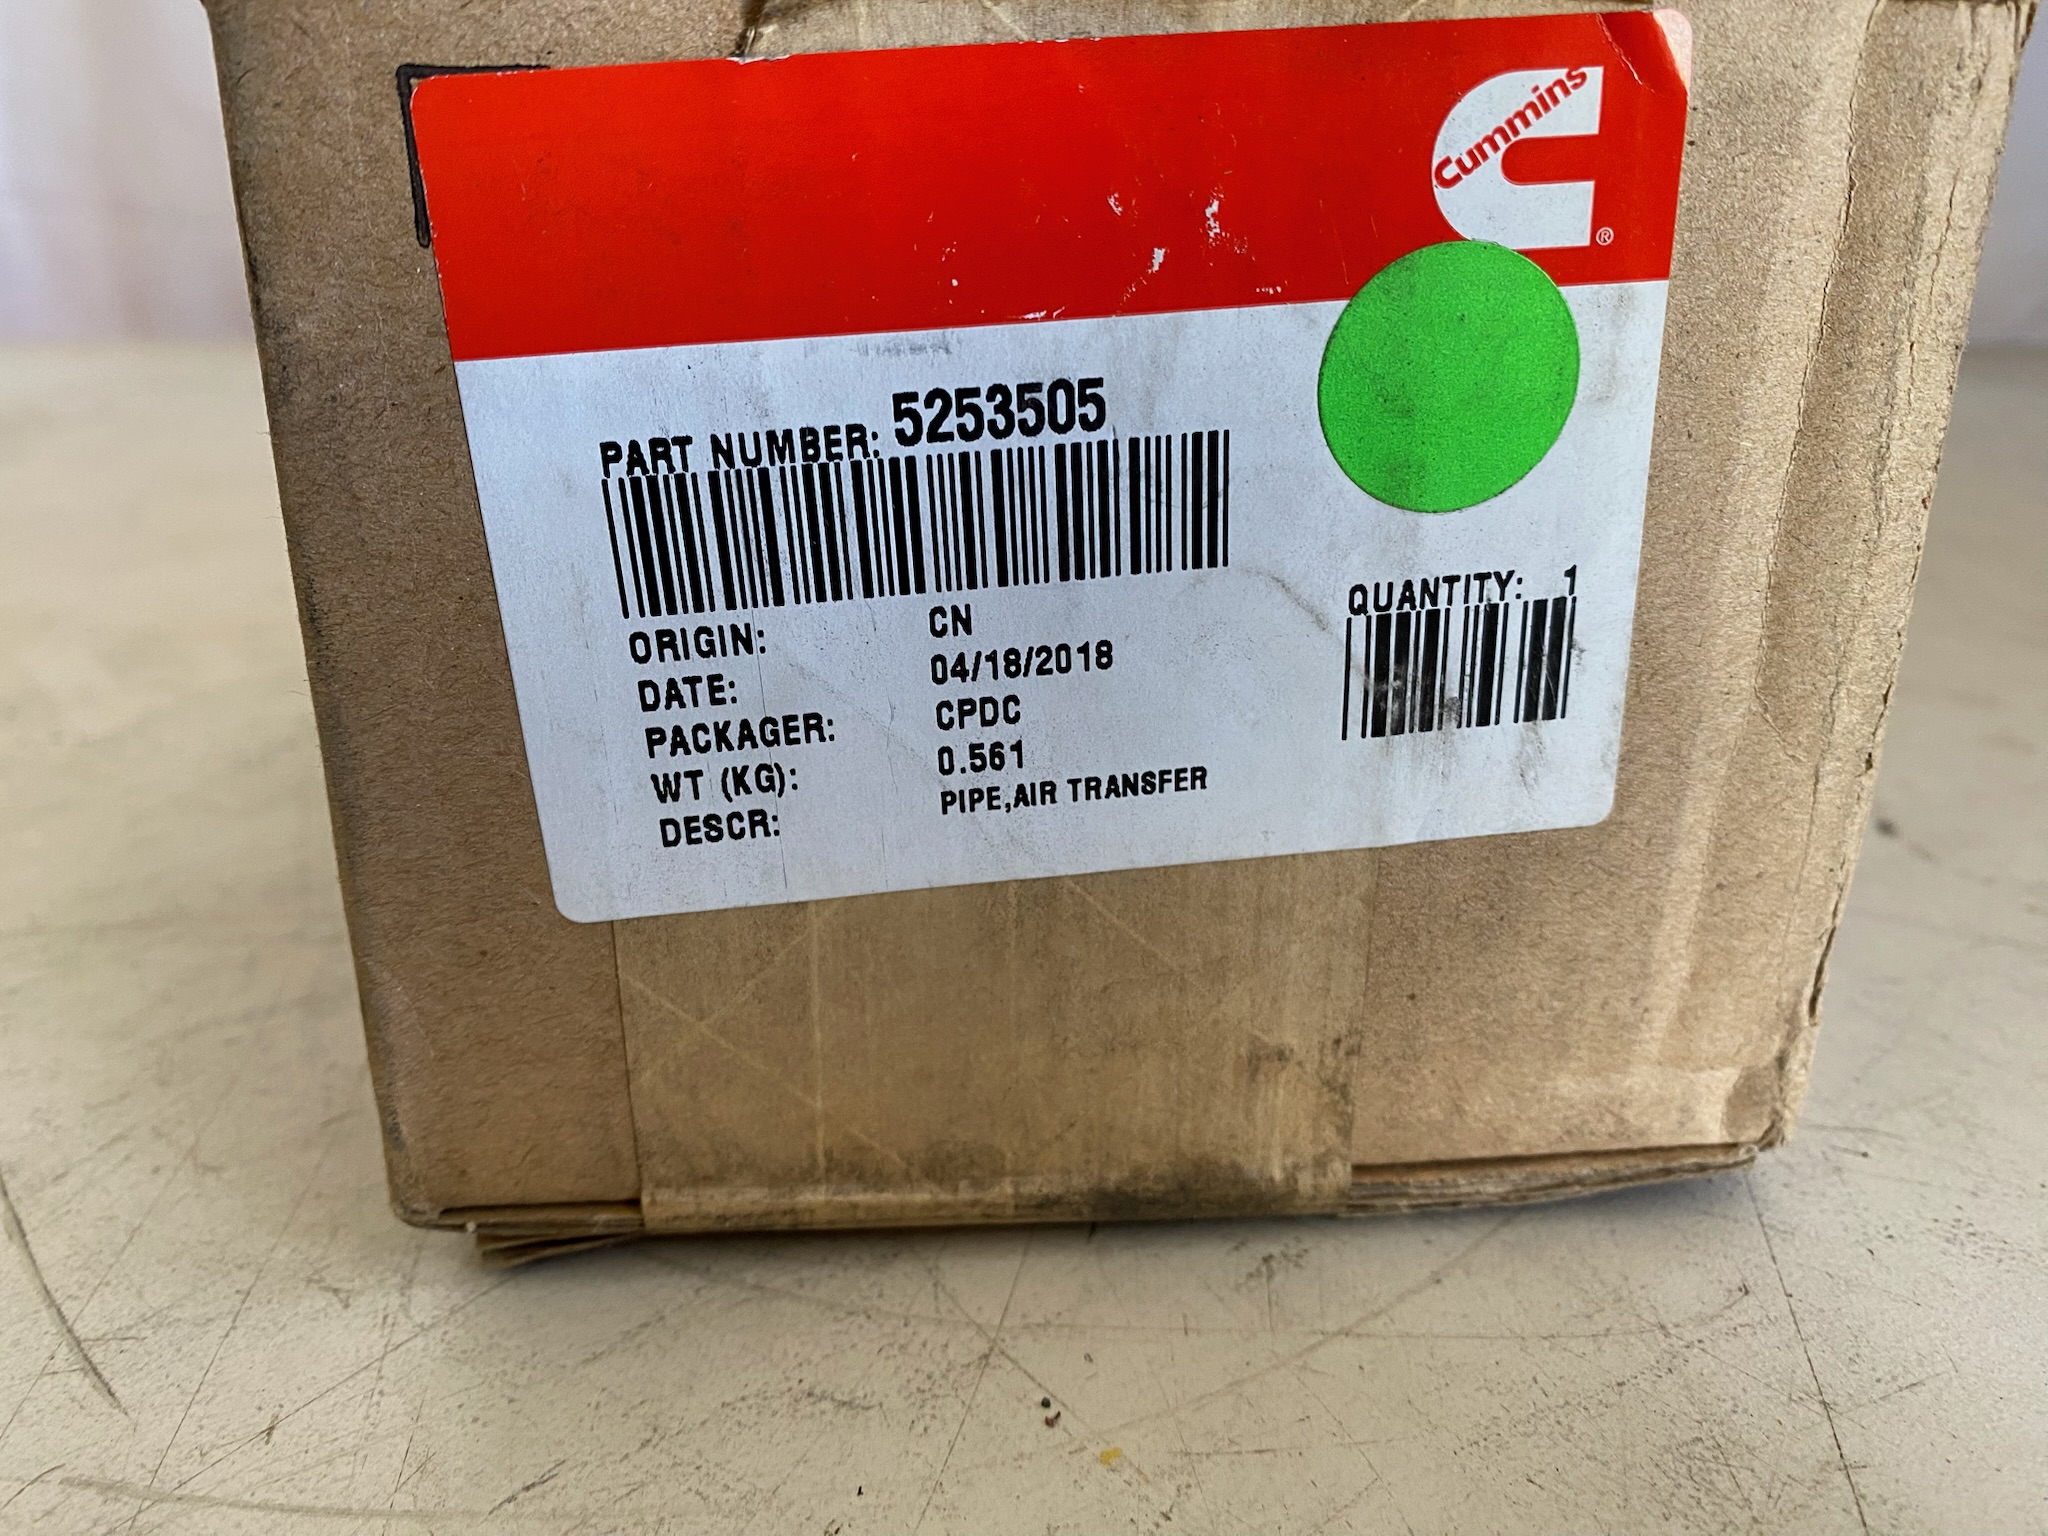 Cummins
®
PART NUMBER: 5253505
QUANTITY: 1
ORIGIN: CN
DATE: 04/18/2018
PACKAGER: CPDC
WT (KG): 0.561
DESCR: PIPE,AIR TRANSFER